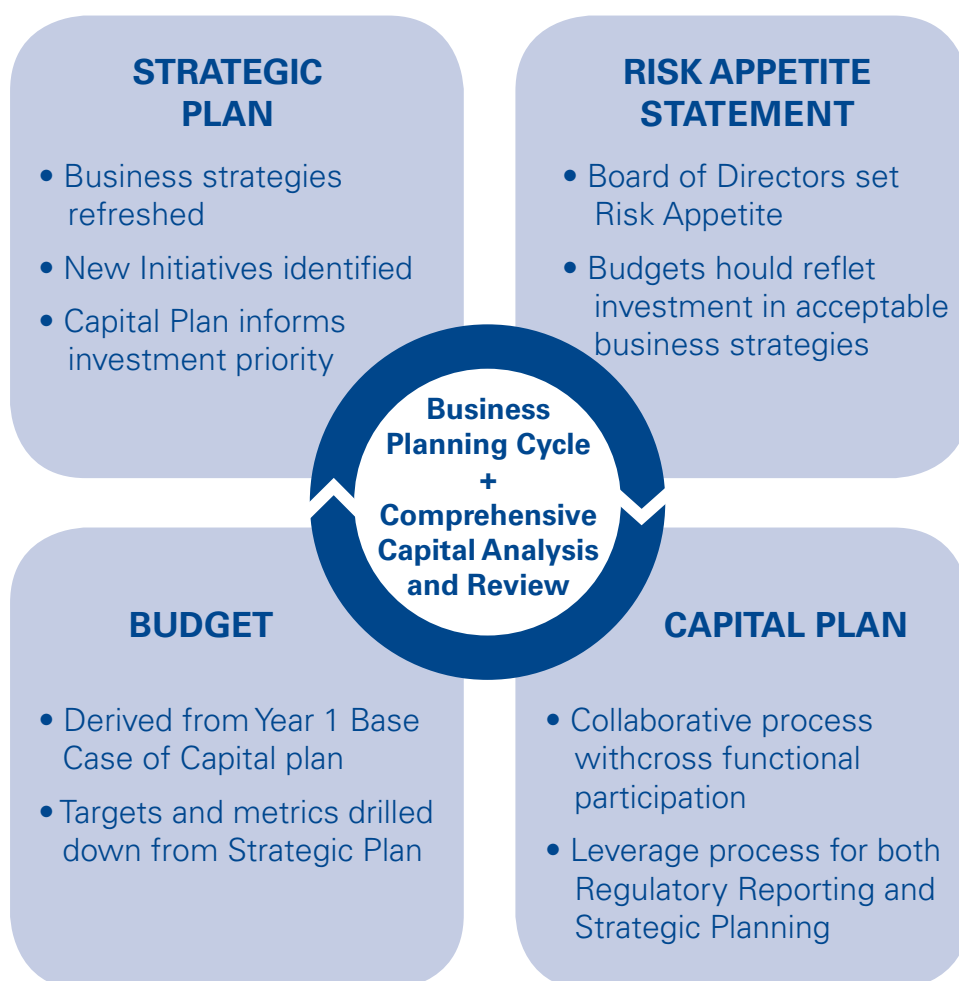 STRATEGIC
PLAN
• Business strategies
refreshed
• New Initiatives identified
• Capital Plan informs
investment priority
RISK APPETITE
STATEMENT
• Board of Directors set
Risk Appetite
• Budgets hould reflet
investment in acceptable
business strategies
Business
Planning Cycle
+
Comprehensive
Capital Analysis
and Review
BUDGET
• Derived from Year 1 Base
Case of Capital plan
• Targets and metrics drilled
down from Strategic Plan
CAPITAL PLAN
• Collaborative process
withcross functional
participation
• Leverage process for both
Regulatory Reporting and
Strategic Planning